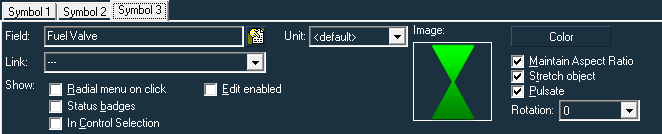 Symbol 1 Symbol 2 Symbol 3
Field: Fuel Valve Unit: <default> Image: Color
Link: ---
Maintain Aspect Ratio
Show: Radial menu on click Edit enabled Stretch object
Status badges Pulsate
In Control Selection Rotation: 0